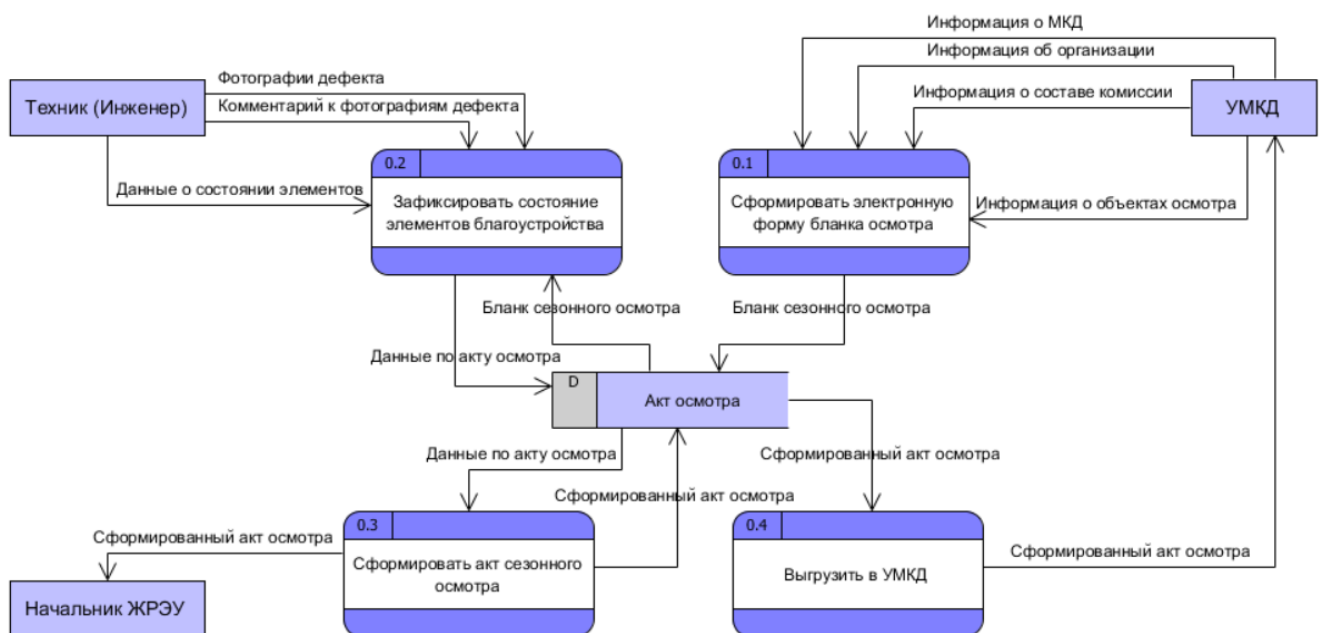 Информация о МКД
Информация об организации
Фотографии дефекта
Информация о составе комиссии
Техник (Инженер)
Комментарий к фотографиям дефекта
УМКД
0.2
0.1
Данные о состоянии элементов
Зафиксировать состояние
элементов благоустройства
Сформировать электронную
форму бланка осмотра
Информация о объектах осмотра
Бланк сезонного осмотра
Бланк сезонного осмотра
Данные по акту осмотра
D
Акт осмотра
Данные по акту осмотра
Сформированный акт осмотра
Сформированный акт осмотра
0.3
0.4
Сформированный акт осмотра
Сформировать акт сезонного
осмотра
Выгрузить в УМКД
Сформированный акт осмотра
Начальник ЖРЭУ